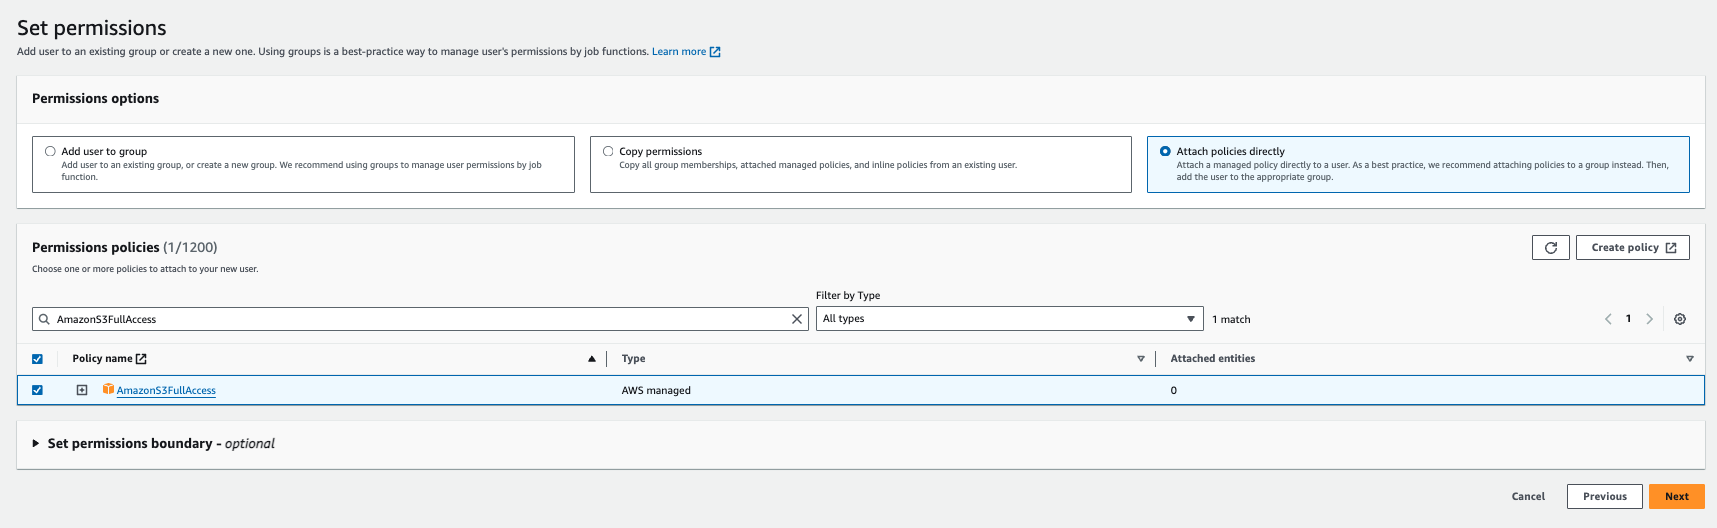 Set permissions
Add user to an existing group or create a new one. Using groups is a best-practice way to manage user's permissions by job functions. Learn more
Permissions options
Add user to group
Add user to an existing group, or create a new group. We recommend using groups to manage user permissions by job
function.
Copy permissions
Copy all group memberships, attached managed policies, and inline policies from an existing user.
Attach policies directly
Attach a managed policy directly to a user. As a best practice, we recommend attaching policies to a group instead. Then,
add the user to the appropriate group.
Permissions policies (1/1200)
Choose one or more policies to attach to your new user.
Create policy
Filter by Type
AmazonS3FullAccess
All types
1 match
1
Policy name
Type
Attached entities
AmazonS3FullAccess
AWS managed
0
Set permissions boundary - optional
Cancel
Previous
Next